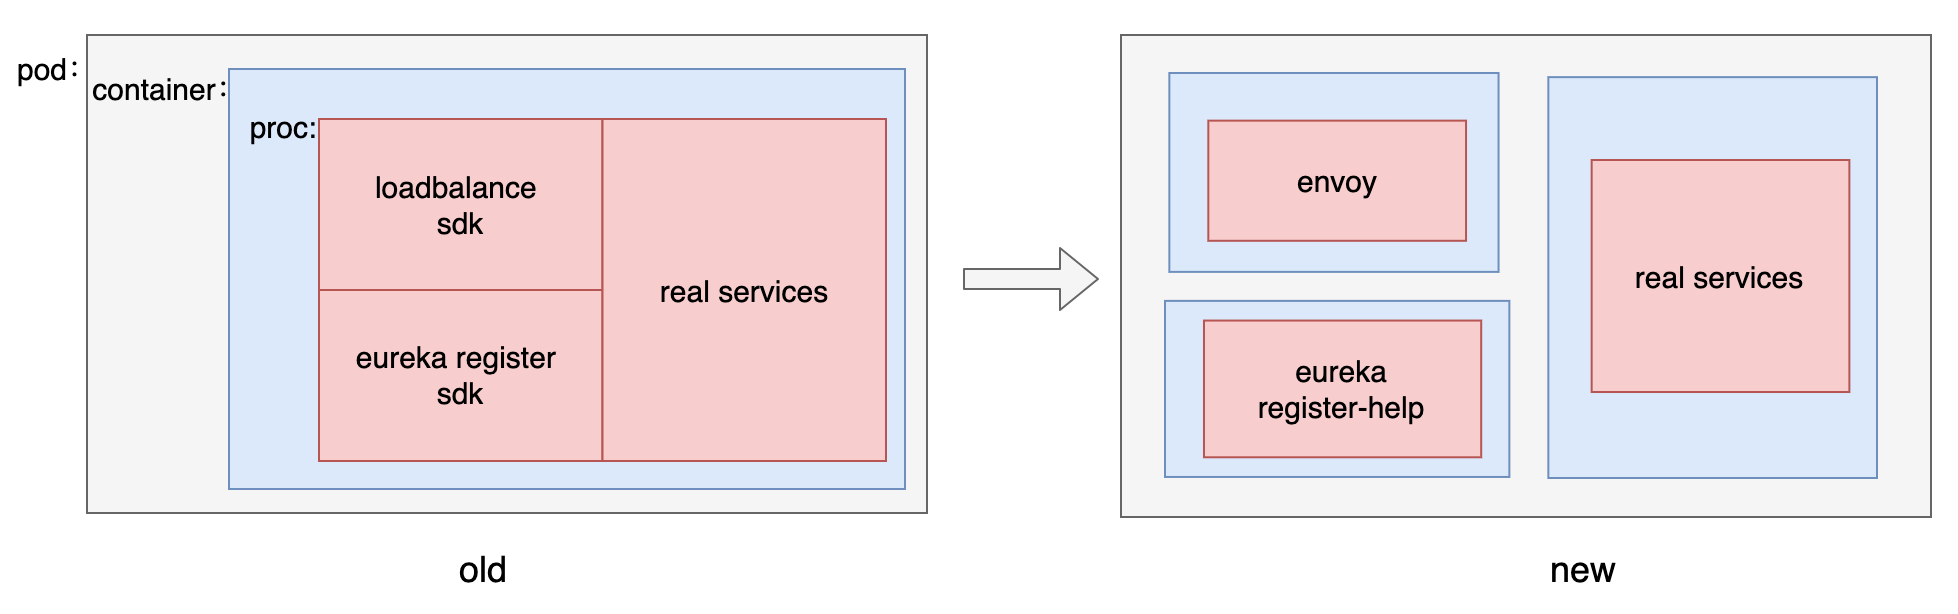 pod：
container：
proc:
loadbalance
sdk
eureka register
sdk
real services
envoy
eureka
register-help
real services
old
new